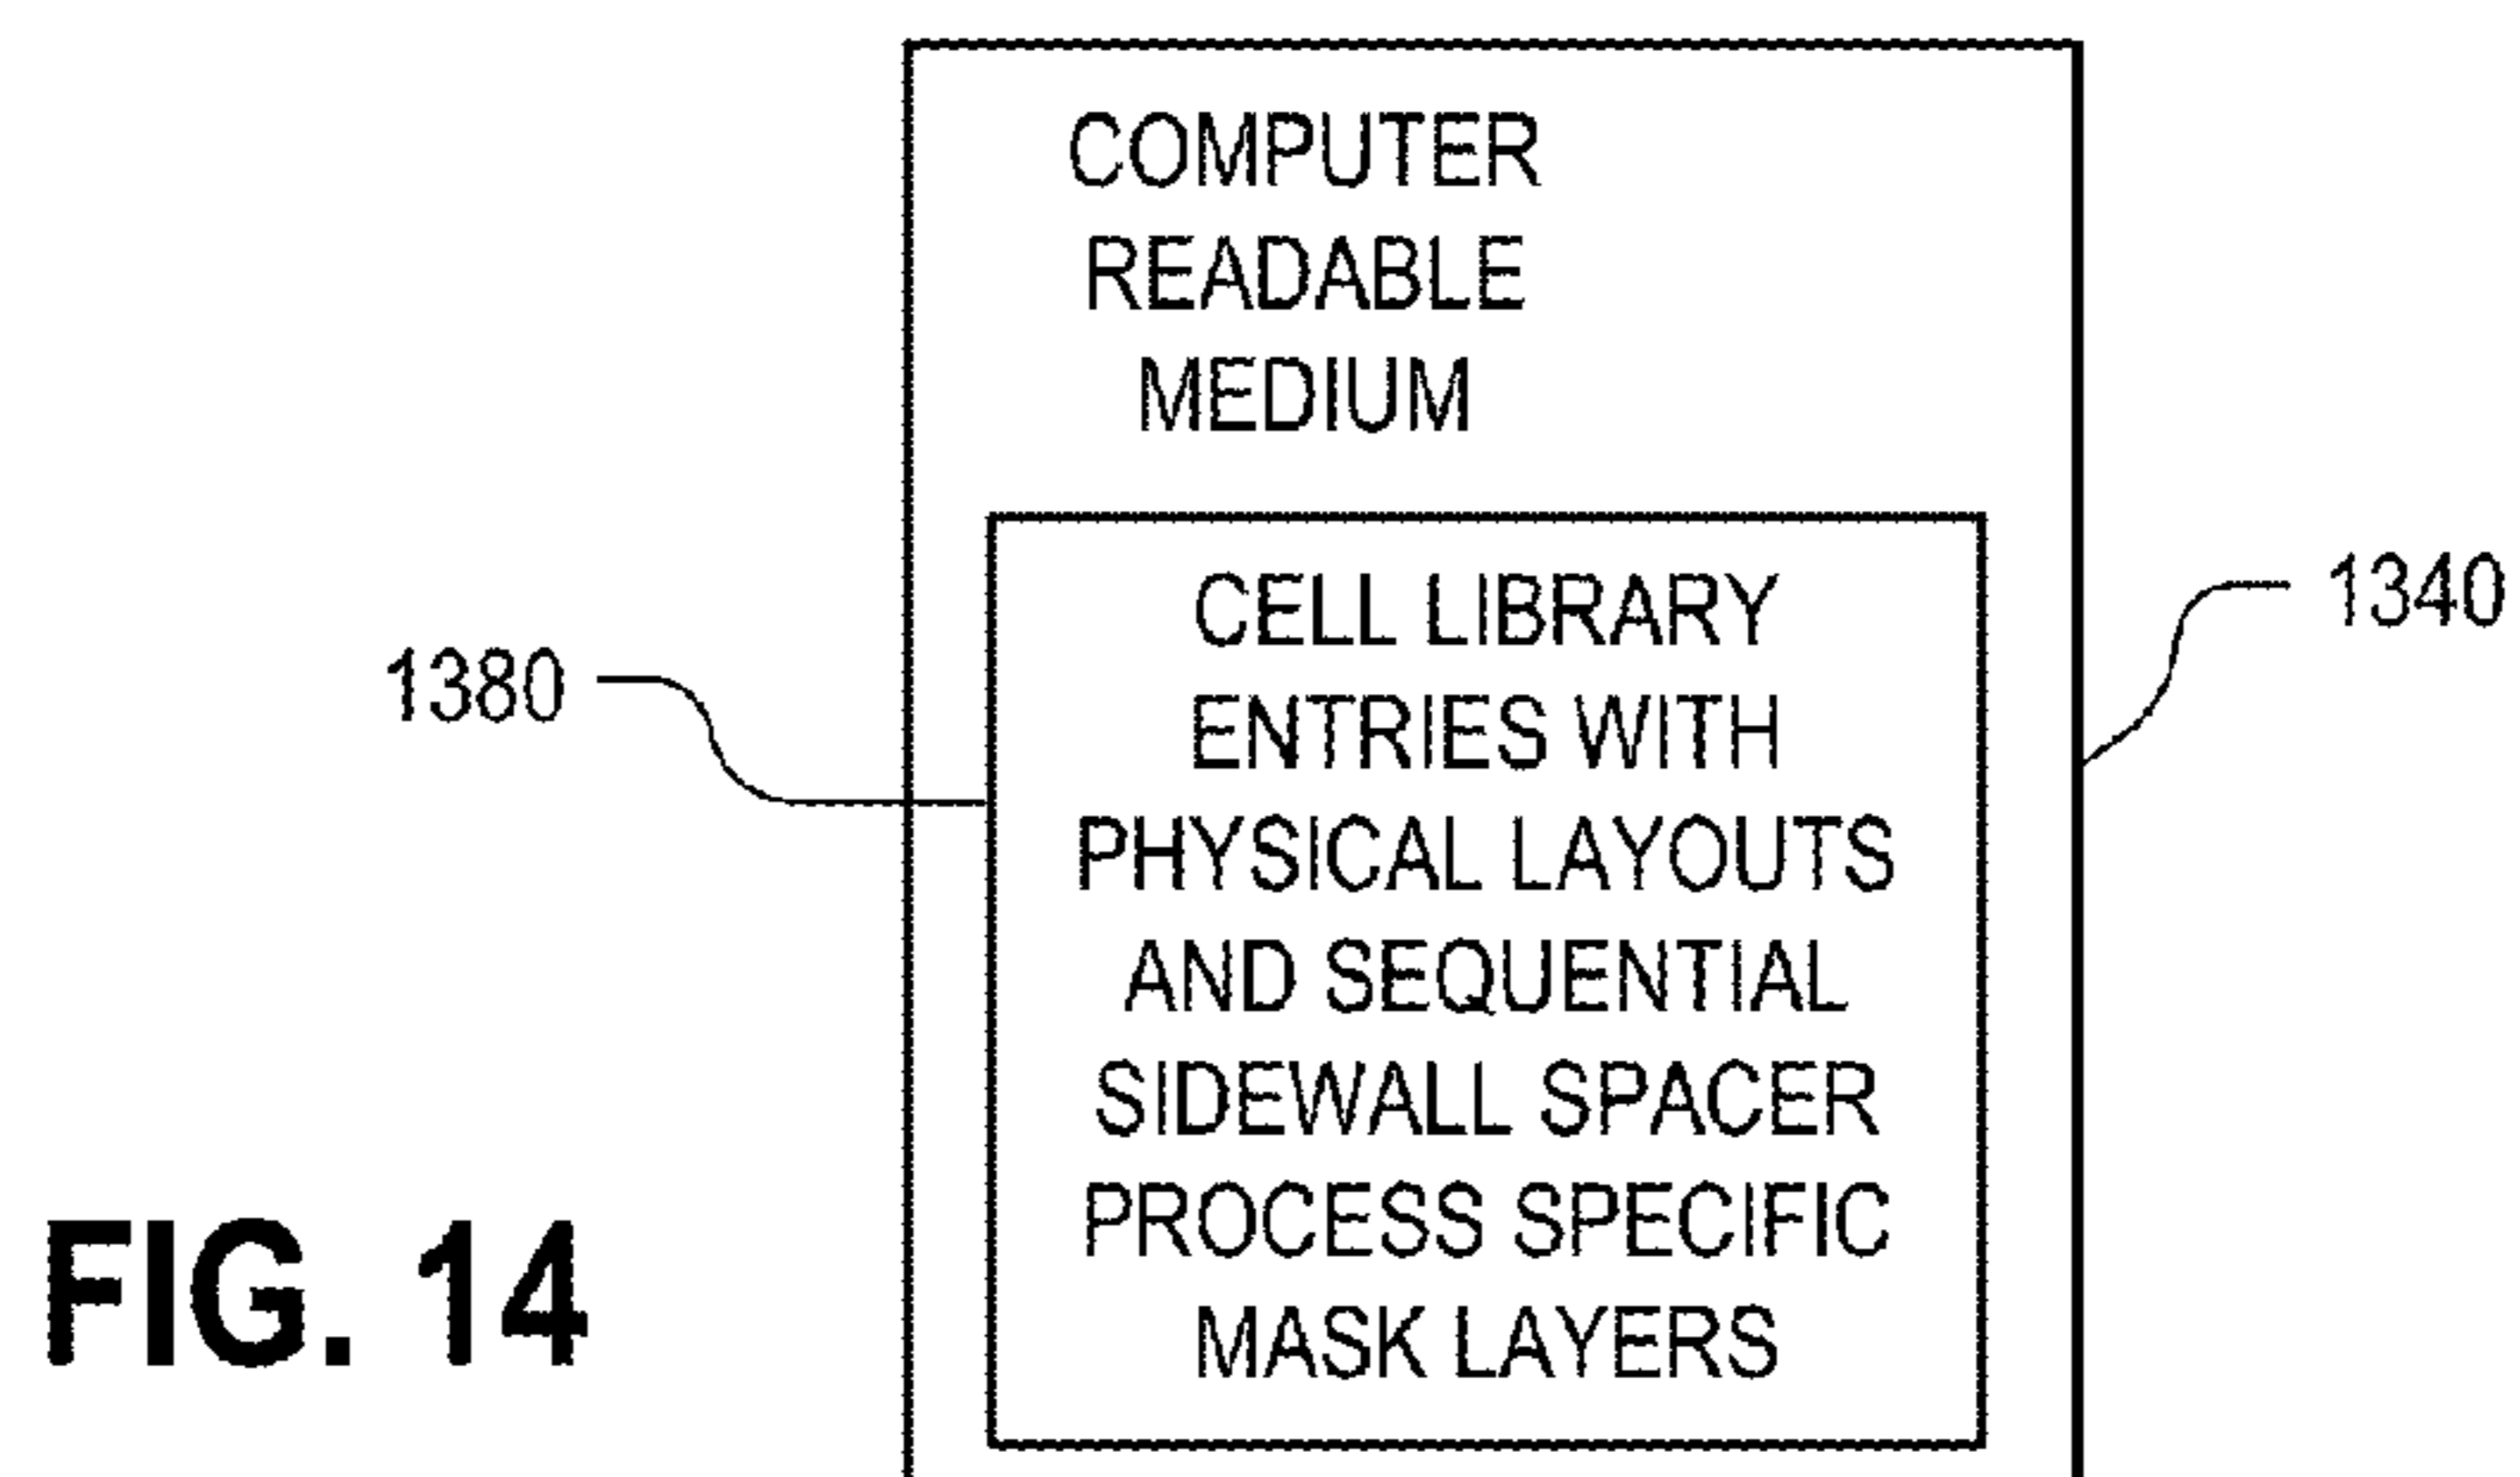 COMPUTER
READABLE
MEDIUM
CELL LIBRARY
ENTRIES WITH
PHYSICAL LAYOUTS
AND SEQUENTIAL
SIDEWALL SPACER
PROCESS SPECIFIC
MASK LAYERS
1340
1380
FIG. 14